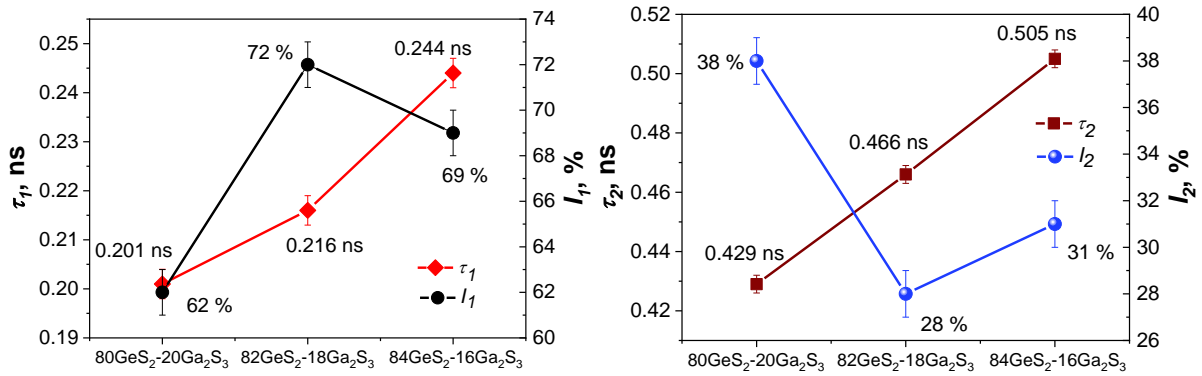 0.25
0.24
0.23
0.22
0.21
0.20
0.19
τ1, ns
74
72
70
68
66
64
62
60
I1, %
72 %
0.244 ns
69 %
0.201 ns
0.216 ns
62 %
τ1
I1
80GeS2-20Ga2S3
82GeS2-18Ga2S3
84GeS2-16Ga2S3
0.52
0.50
0.48
0.46
0.44
0.42
τ2, ns
40
38
36
34
32
30
28
26
I2, %
0.505 ns
38 %
τ2
I2
0.466 ns
0.429 ns
31 %
28 %
80GeS2-20Ga2S3
82GeS2-18Ga2S3
84GeS2-16Ga2S3